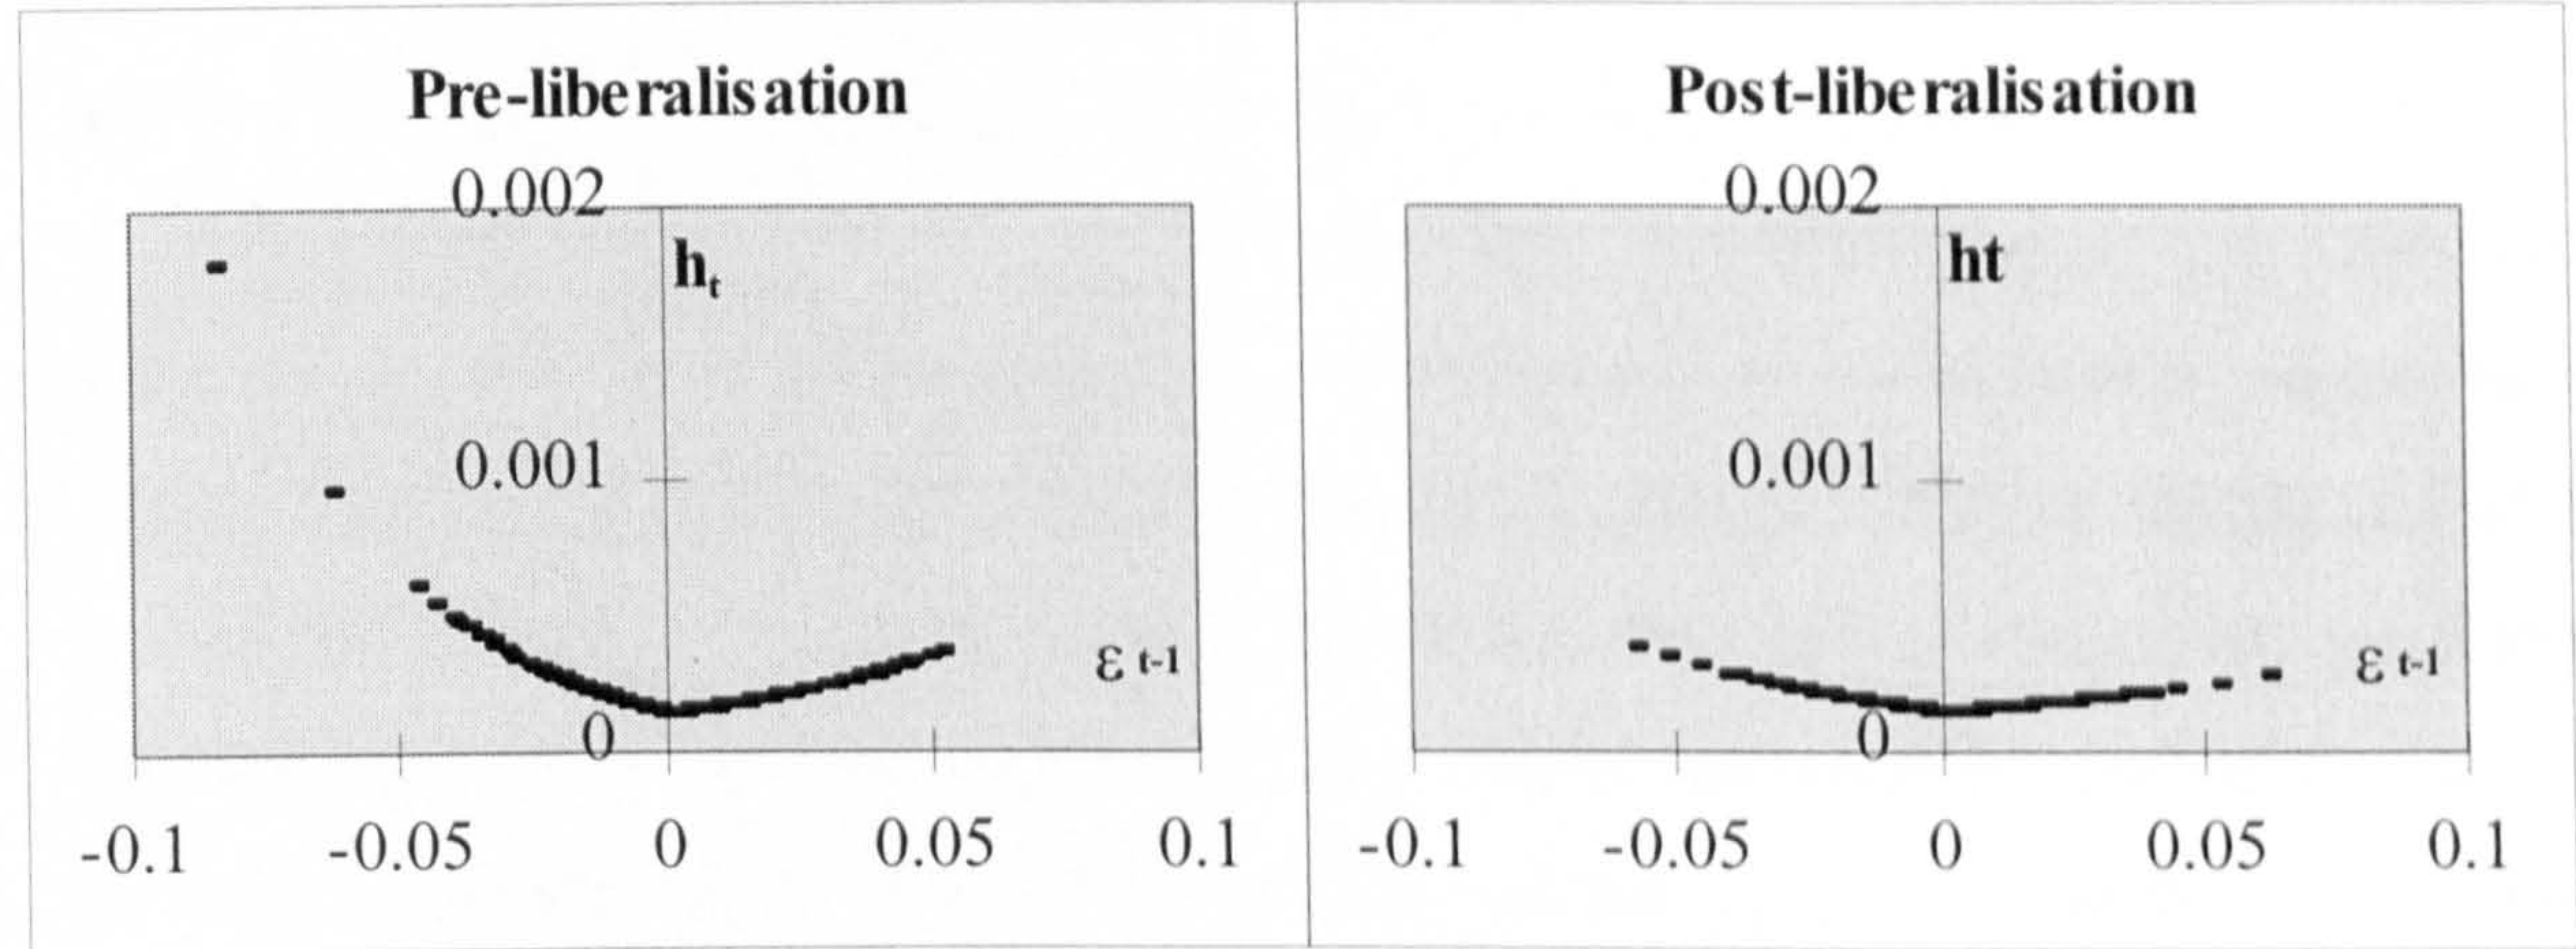 Pre-liberalisation
0.002
h_t
0.001
ε t-1
0
-0.1 -0.05 0 0.05 0.1
Post-liberalisation
0.002
ht
0.001
ε t-1
0
-0.1 -0.05 0 0.05 0.1